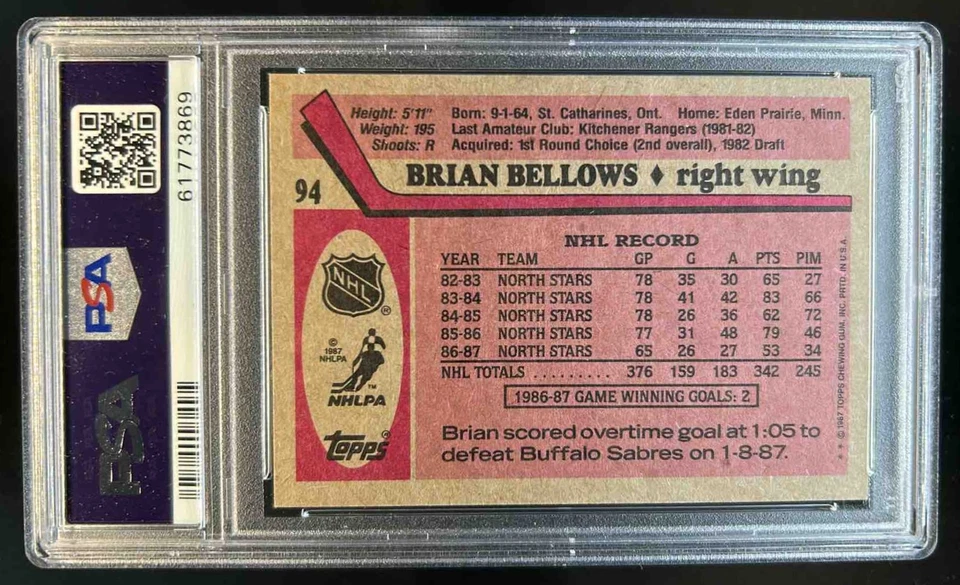 61773869
PSA
PSA
Height: 5'11" Born: 9-1-64, St. Catharines, Ont. Home: Eden Prairie, Minn.
Weight: 195 Last Amateur Club: Kitchener Rangers (1981-82)
Shoots: R Acquired: 1st Round Choice (2nd overall), 1982 Draft
94
BRIAN BELLOWS ♦ right wing
NHL
®
© 1987 NHLPA
TM
NHLPA
topps®
NHL RECORD
YEAR TEAM GP G A PTS PIM
82-83 NORTH STARS 78 35 30 65 27
83-84 NORTH STARS 78 41 42 83 66
84-85 NORTH STARS 78 26 36 62 72
85-86 NORTH STARS 77 31 48 79 46
86-87 NORTH STARS 65 26 27 53 34
NHL TOTALS . . . . . . . . . 376 159 183 342 245
1986-87 GAME WINNING GOALS: 2
Brian scored overtime goal at 1:05 to
defeat Buffalo Sabres on 1-8-87.
* * © 1987 TOPPS CHEWING GUM, INC. PRTD. IN U.S.A.